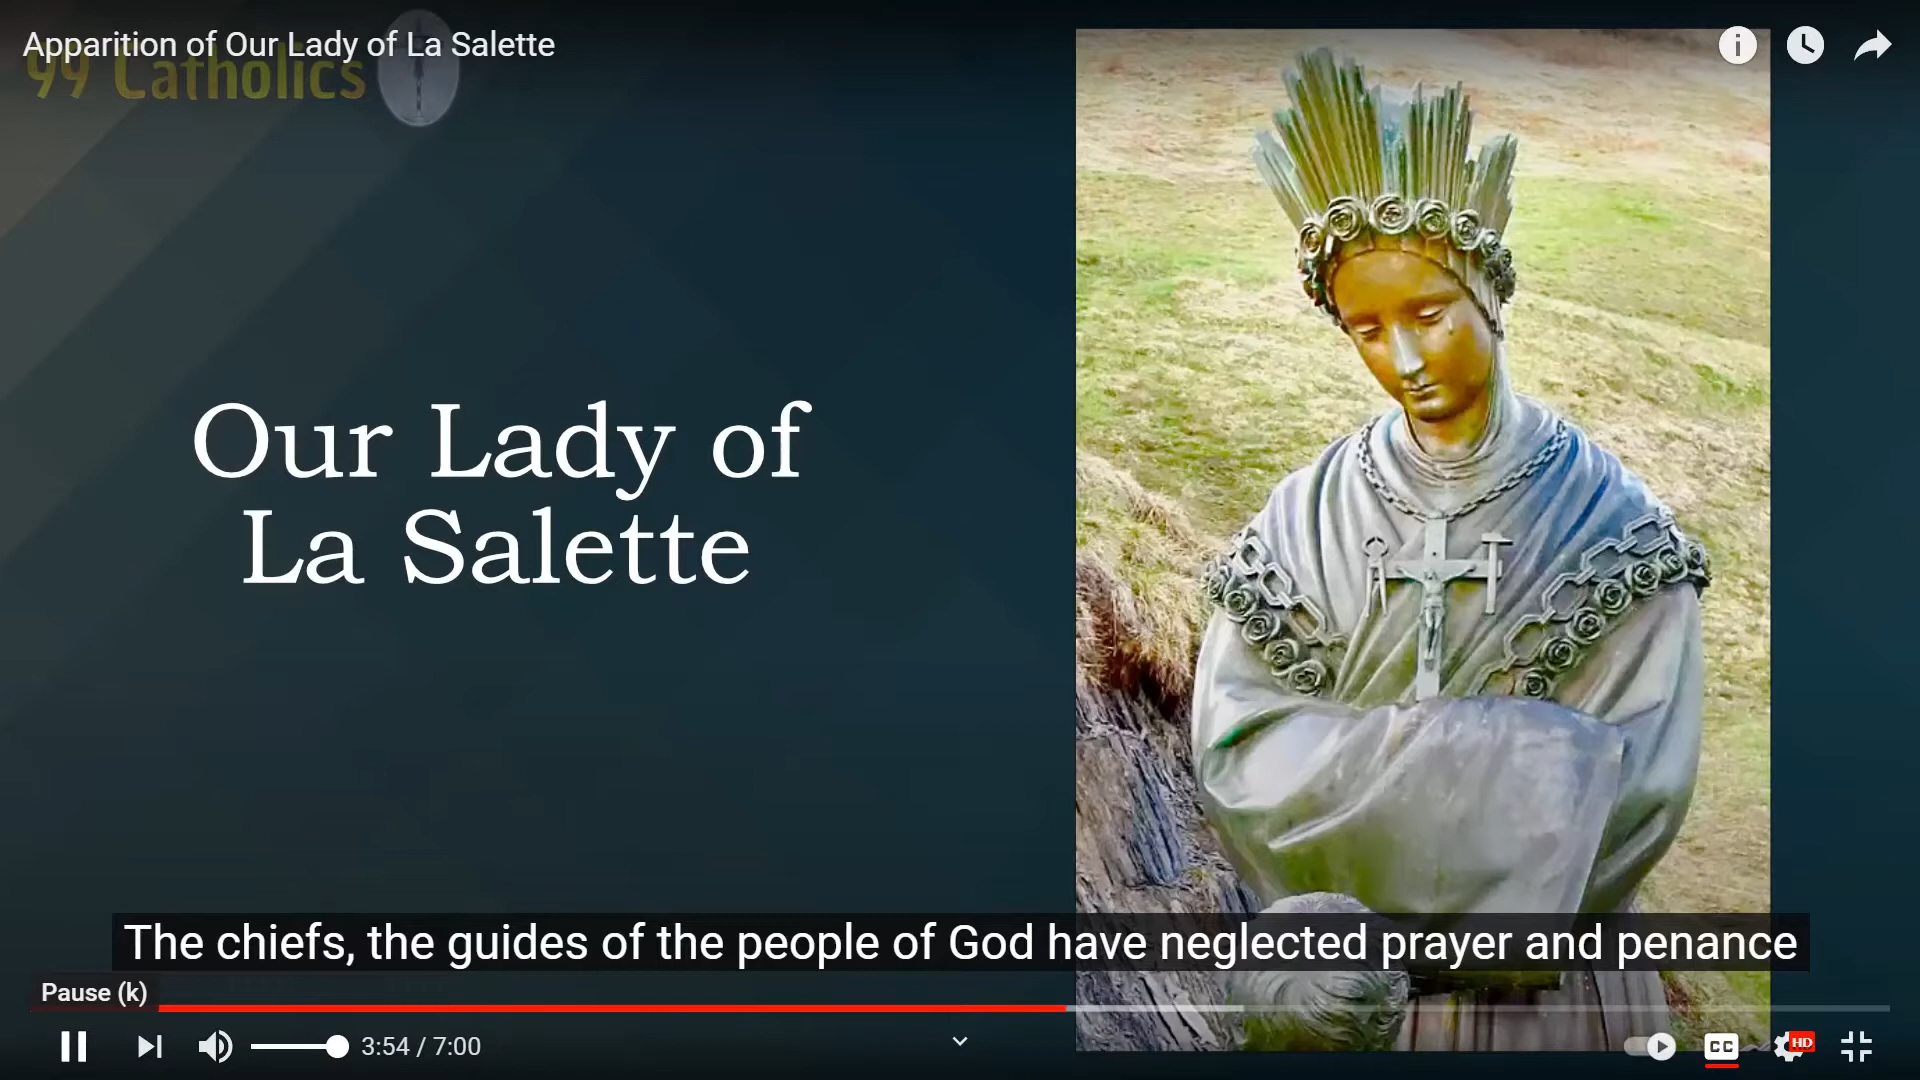 Apparition of Our Lady of La Salette
99 Catholics
Our Lady of
La Salette
The chiefs, the guides of the people of God have neglected prayer and penance
Pause (k)
3:54 / 7:00
CC
HD